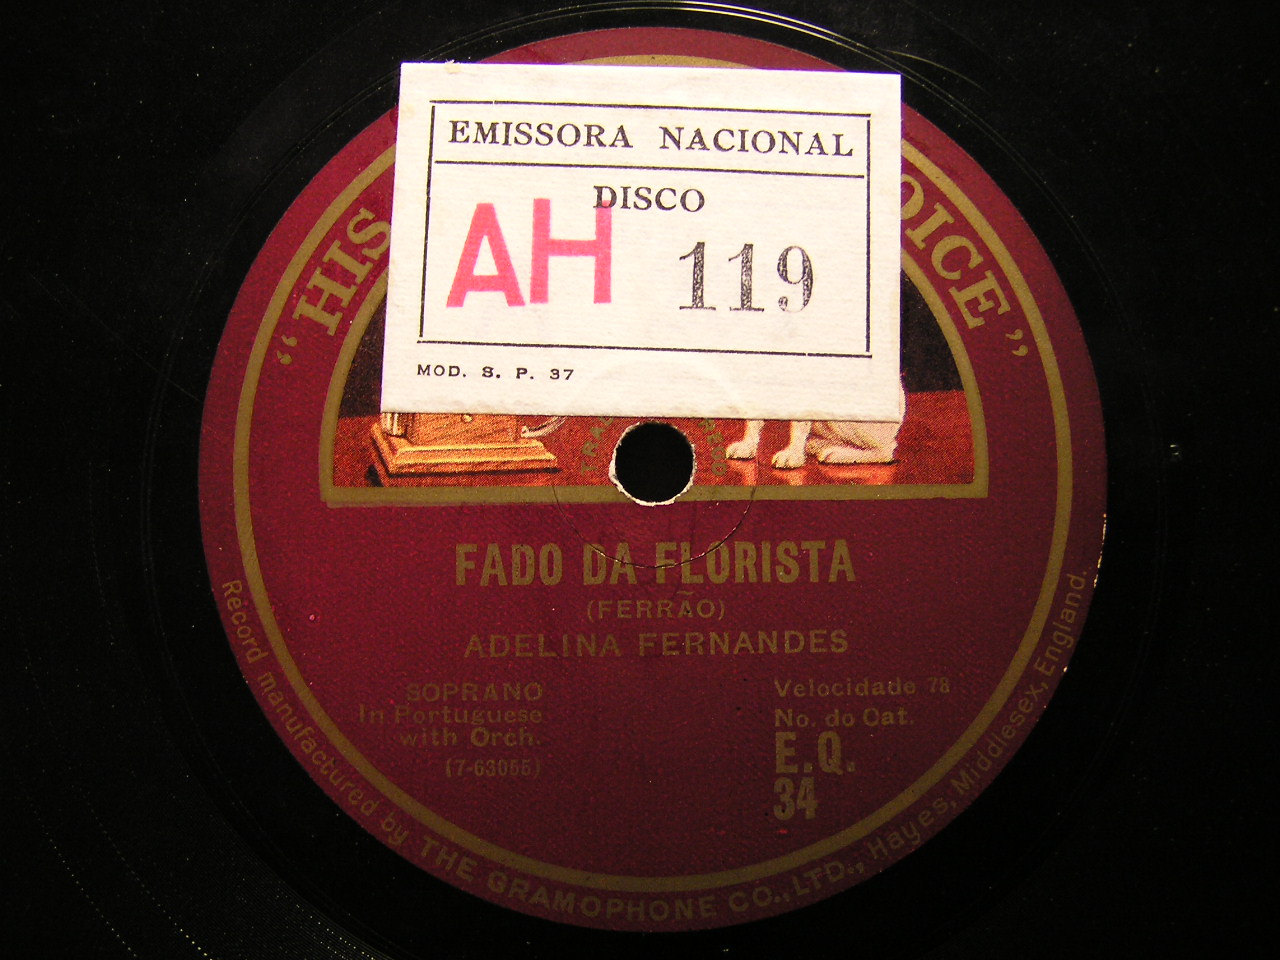 EMISSORA NACIONAL
DISCO
AH 119
MOD. S. P. 37
"HIS
OICE"
FADO DA FLORISTA
(FERRÃO)
ADELINA FERNANDES
SOPRANO
In Portuguese
with Orch.
(7-63055)
Velocidade 78
No. do Cat.
E.Q.
34
Record manufactured by THE GRAMOPHONE CO., LTD., Hayes, Middlesex, England.